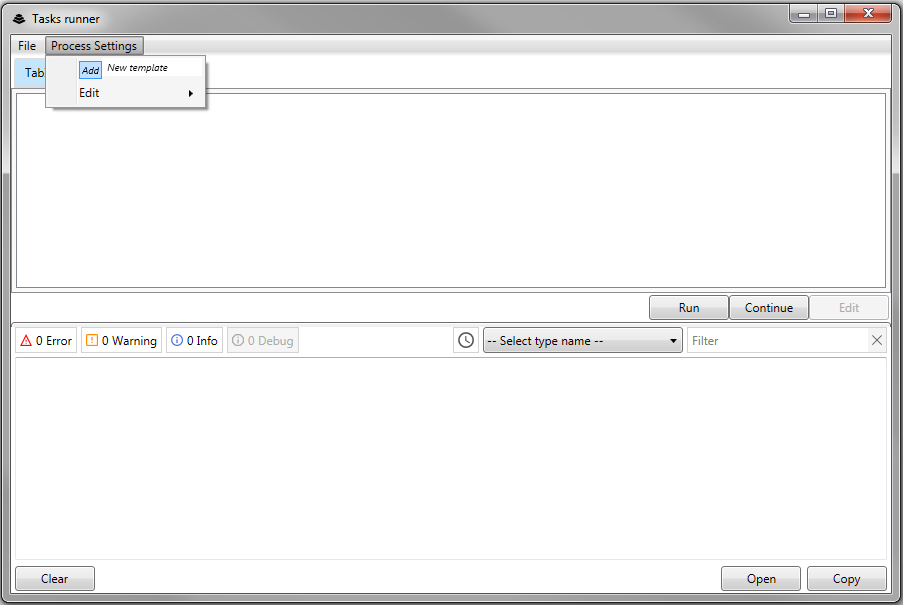 Tasks runner
File Process Settings
Add New template
Tab
Edit
Run Continue Edit
0 Error 0 Warning 0 Info 0 Debug -- Select type name -- Filter
Clear Open Copy